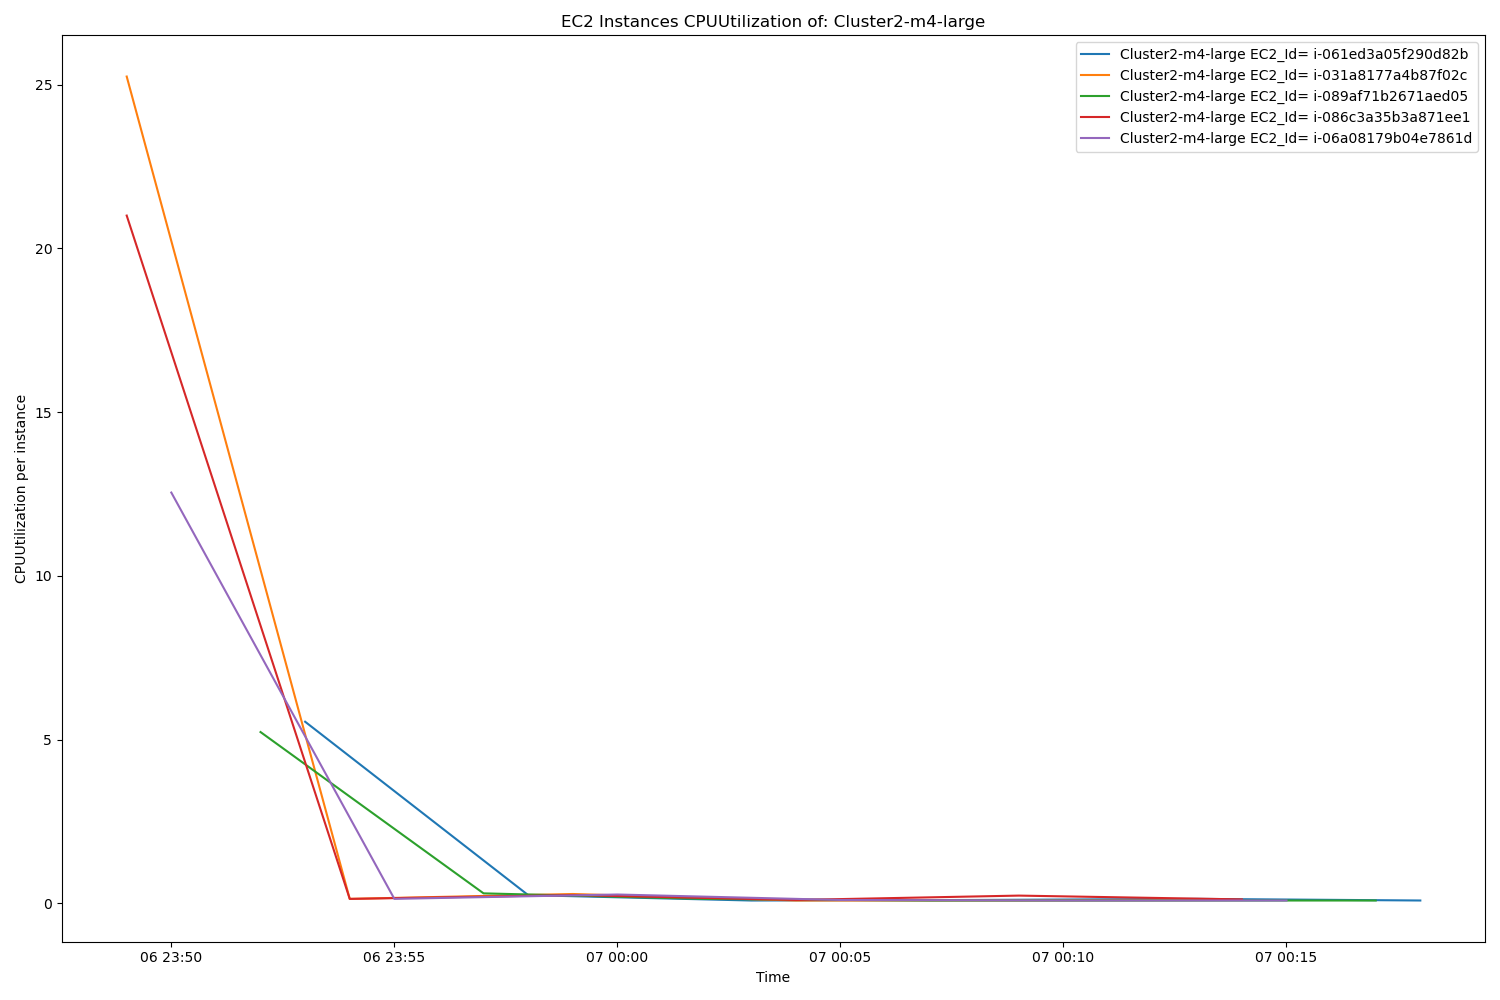 EC2 Instances CPUUtilization of: Cluster2-m4-large
Cluster2-m4-large EC2_Id= i-061ed3a05f290d82b
Cluster2-m4-large EC2_Id= i-031a8177a4b87f02c
Cluster2-m4-large EC2_Id= i-089af71b2671aed05
Cluster2-m4-large EC2_Id= i-086c3a35b3a871ee1
Cluster2-m4-large EC2_Id= i-06a08179b04e7861d
CPUUtilization per instance
25
20
15
10
5
0
06 23:50 06 23:55 07 00:00 07 00:05 07 00:10 07 00:15
Time